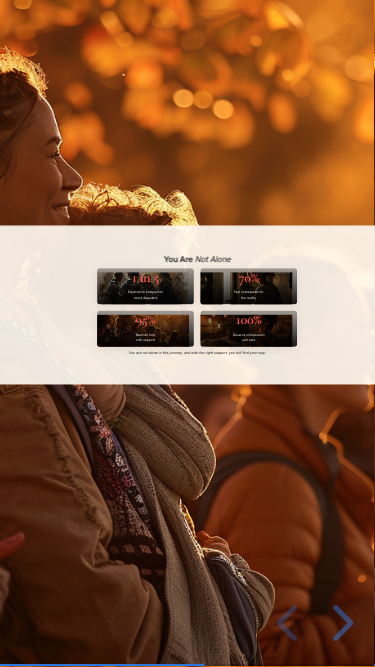 You Are Not Alone
1 in 5
Experience postpartum
mood disorders
70%
Feel unprepared for
the reality
95%
Recover fully
with support
100%
Deserve compassion
and care
You are not alone in this journey, and with the right support, you will find your way.